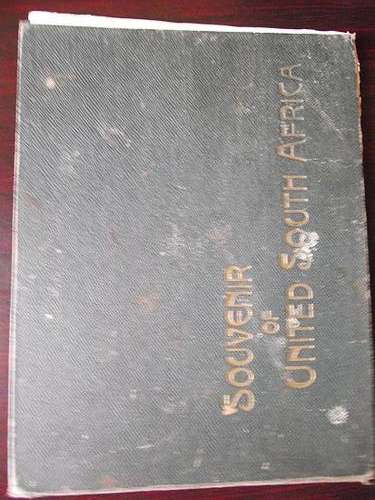 SOUVENIR
OF
UNITED SOUTH AFRICA